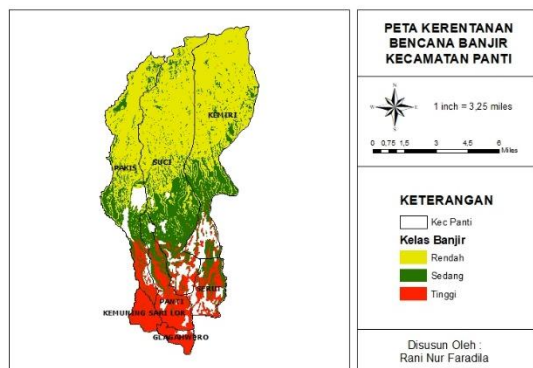 KEMIRI
SUCI
PAKIS
SERUT
PANTI
KEMUNING SARI LOR
GLAGAHWERO
PETA KERENTANAN
BENCANA BANJIR
KECAMATAN PANTI
N
W E
S
1 inch = 3,25 miles
0 0,75 1,5 3 4,5 6
Miles
KETERANGAN
Kec Panti
Kelas Banjir
Rendah
Sedang
Tinggi
Disusun Oleh :
Rani Nur Faradila